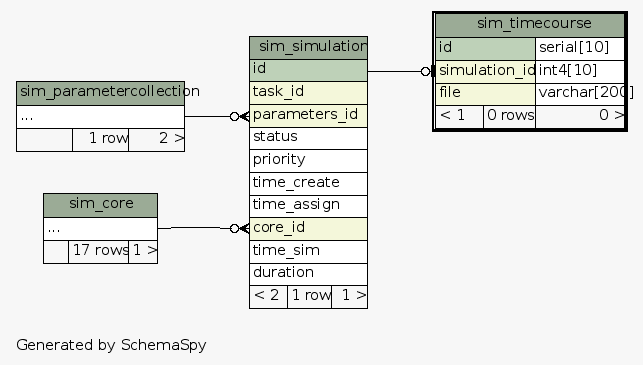 sim_timecourse
id serial[10]
simulation_id int4[10]
file varchar[200]
< 1 0 rows 0 >
sim_simulation
id
task_id
parameters_id
status
priority
time_create
time_assign
core_id
time_sim
duration
< 2 1 row 1 >
sim_parametercollection
...
1 row 2 >
sim_core
...
17 rows 1 >
Generated by SchemaSpy